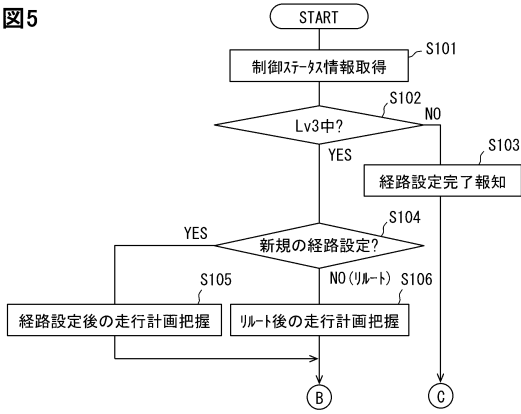 図5
START
S101
制御ｽﾃｰﾀｽ情報取得
S102
Lv3中?
NO
YES
S103
経路設定完了報知
S104
新規の経路設定?
YES
NO(ﾘﾙｰﾄ)
S105
経路設定後の走行計画把握
S106
ﾘﾙｰﾄ後の走行計画把握
B
C